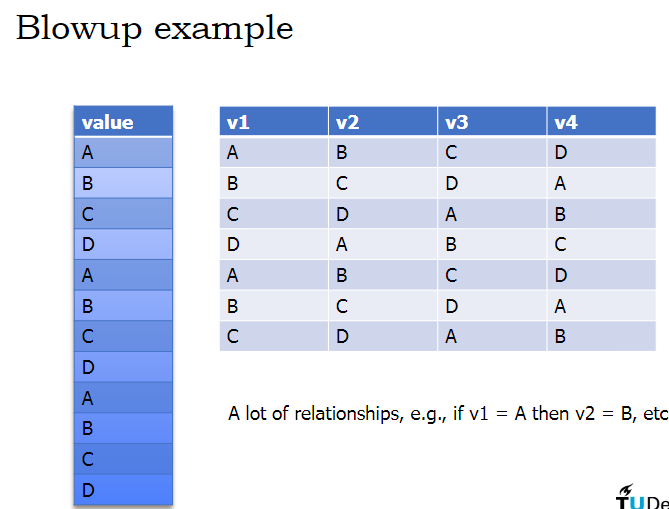 Blowup example
value
A
B
C
D
A
B
C
D
A
B
C
D
v1 v2 v3 v4
A B C D
B C D A
C D A B
D A B C
A B C D
B C D A
C D A B
A lot of relationships, e.g., if v1 = A then v2 = B, etc
TUDe